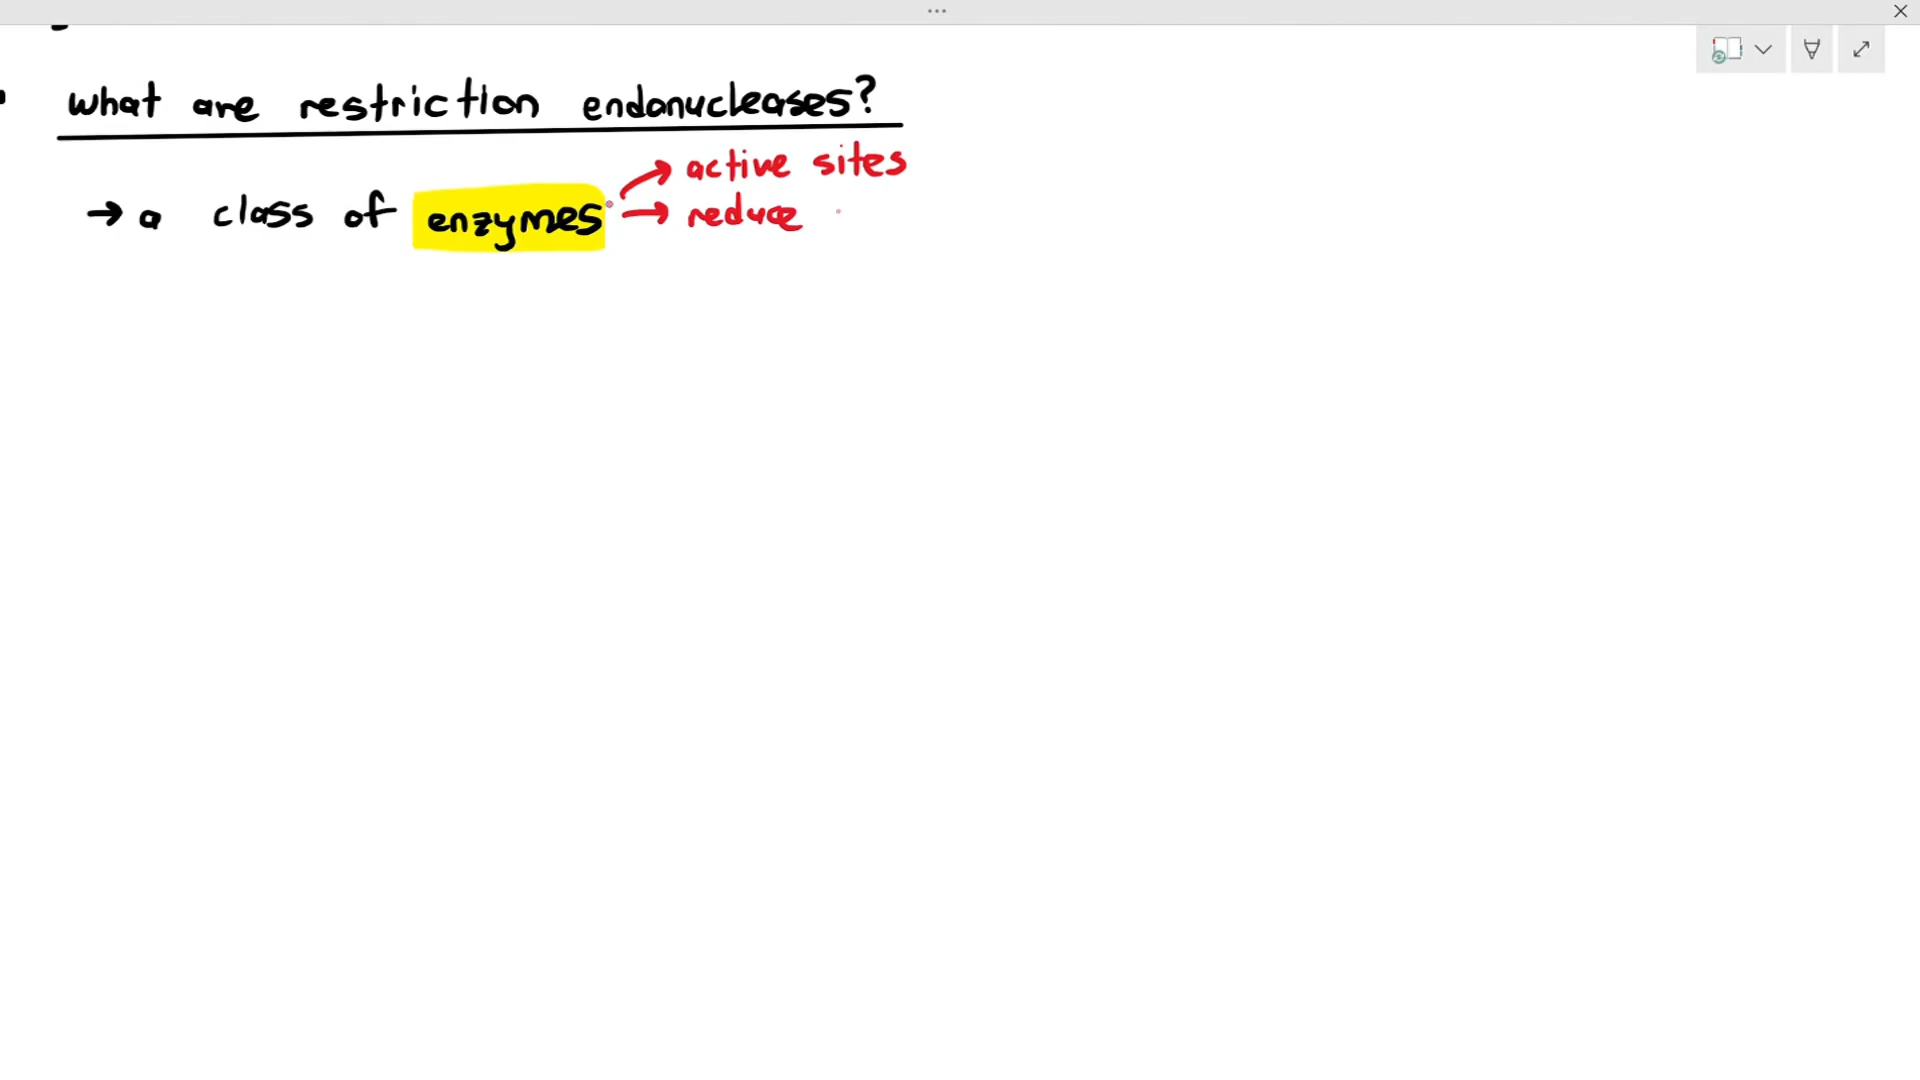 what are restriction endonucleases?
→ active sites
→ a class of enzymes → reduce